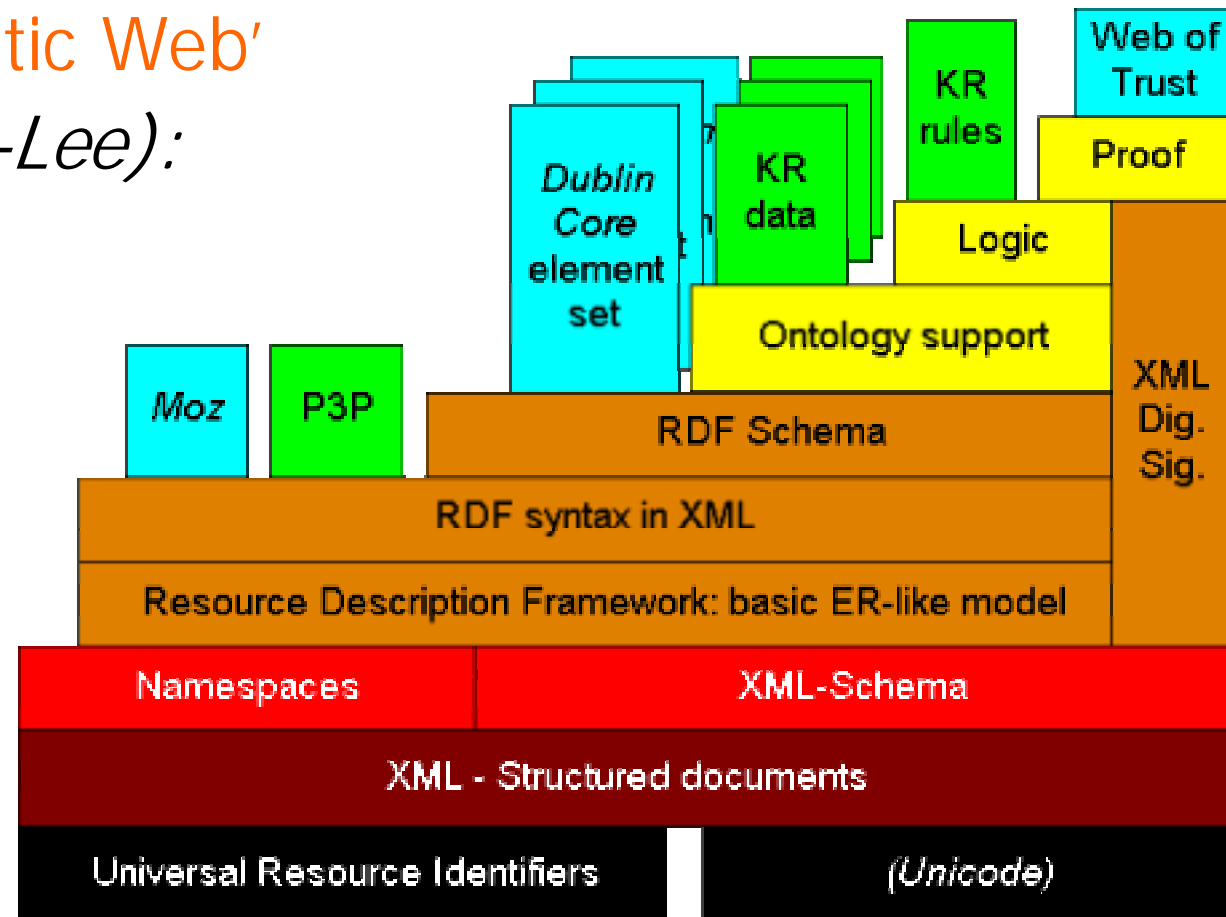 tic Web'
-Lee):
Web of
Trust
KR
rules
Proof
Dublin
Core
element
set
KR
data
Logic
Ontology support
XML
Dig.
Sig.
Moz
P3P
RDF Schema
RDF syntax in XML
Resource Description Framework: basic ER-like model
Namespaces
XML-Schema
XML - Structured documents
Universal Resource Identifiers
(Unicode)